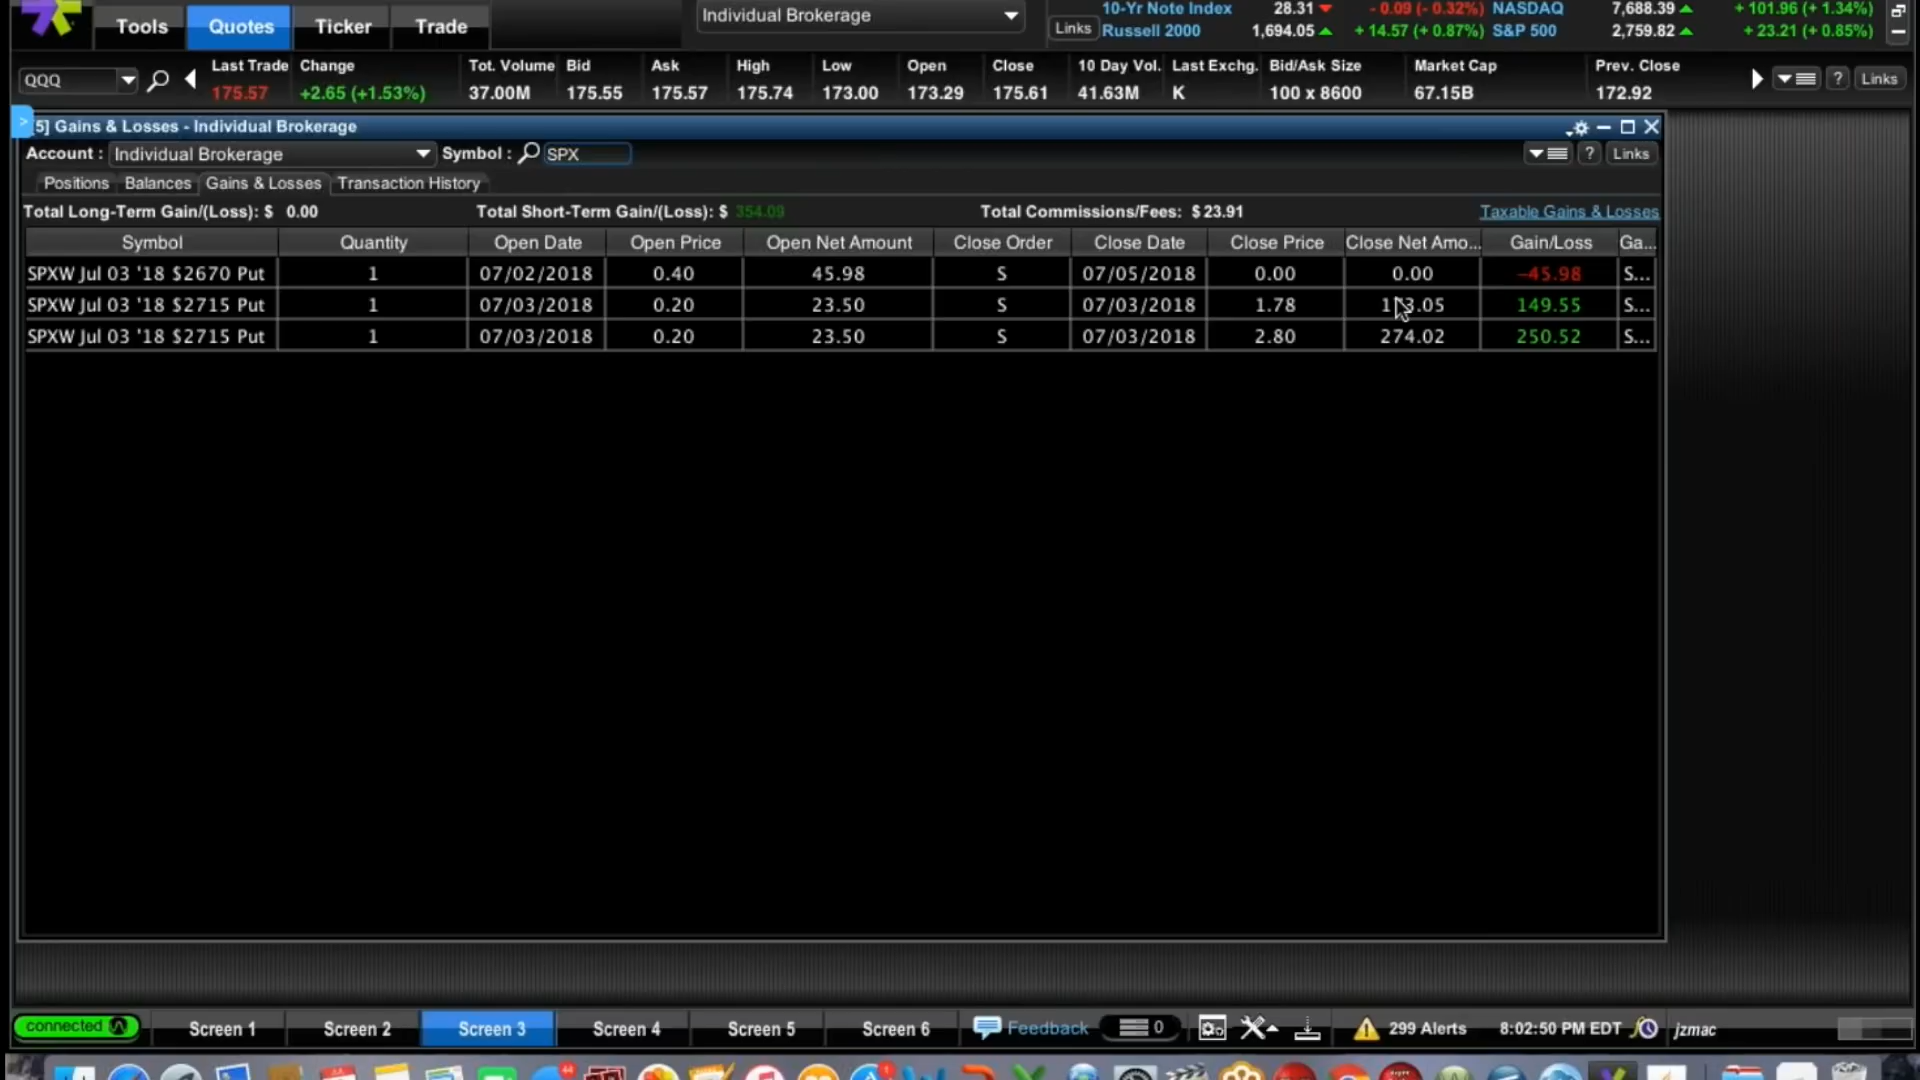 Tools Quotes Ticker Trade Individual Brokerage Links
10-Yr Note Index 28.31 - 0.09 (- 0.32%) NASDAQ 7,688.39 + 101.96 (+ 1.34%)
Russell 2000 1,694.05 + 14.57 (+ 0.87%) S&P 500 2,759.82 + 23.21 (+ 0.85%)
QQQ Last Trade Change Tot. Volume Bid Ask High Low Open Close 10 Day Vol. Last Exchg. Bid/Ask Size Market Cap Prev. Close ? Links
175.57 +2.65 (+1.53%) 37.00M 175.55 175.57 175.74 173.00 173.29 175.61 41.63M K 100 x 8600 67.15B 172.92
> [5] Gains & Losses - Individual Brokerage
Account : Individual Brokerage Symbol : SPX ? Links
Positions Balances Gains & Losses Transaction History
Total Long-Term Gain/(Loss): $ 0.00 Total Short-Term Gain/(Loss): $ 354.09 Total Commissions/Fees: $ 23.91 Taxable Gains & Losses
Symbol Quantity Open Date Open Price Open Net Amount Close Order Close Date Close Price Close Net Amo... Gain/Loss Ga...
SPXW Jul 03 '18 $2670 Put 1 07/02/2018 0.40 45.98 S 07/05/2018 0.00 0.00 -45.98 S...
SPXW Jul 03 '18 $2715 Put 1 07/03/2018 0.20 23.50 S 07/03/2018 1.78 149.55 S...
SPXW Jul 03 '18 $2715 Put 1 07/03/2018 0.20 23.50 S 07/03/2018 2.80 274.02 250.52 S...
connected Screen 1 Screen 2 Screen 3 Screen 4 Screen 5 Screen 6 Feedback 0 299 Alerts 8:02:50 PM EDT jzmac